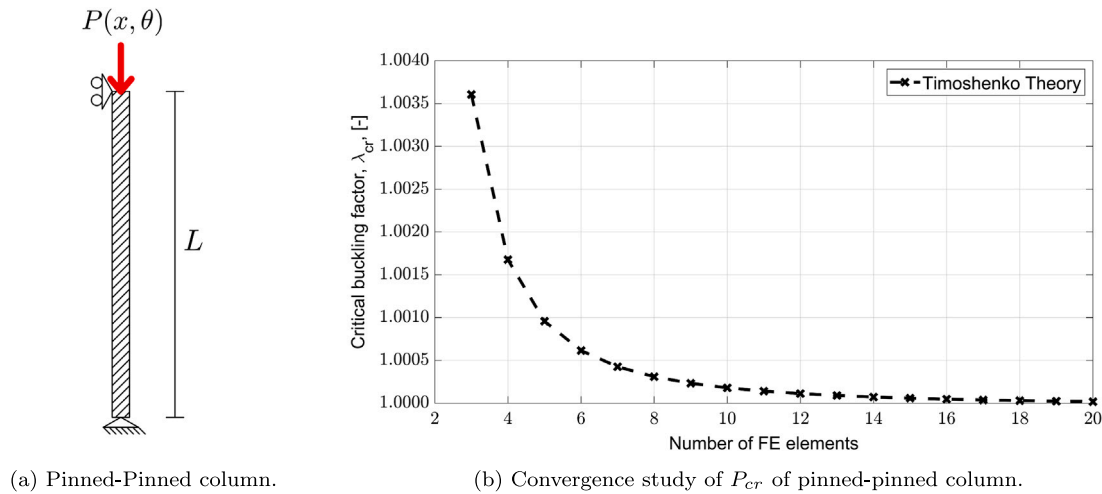 P(x, θ)
L
(a) Pinned-Pinned column.
1.0040
1.0035
1.0030
1.0025
1.0020
1.0015
1.0010
1.0005
1.0000
Critical buckling factor, λcr, [-]
Timoshenko Theory
2 4 6 8 10 12 14 16 18 20
Number of FE elements
(b) Convergence study of Pcr of pinned-pinned column.